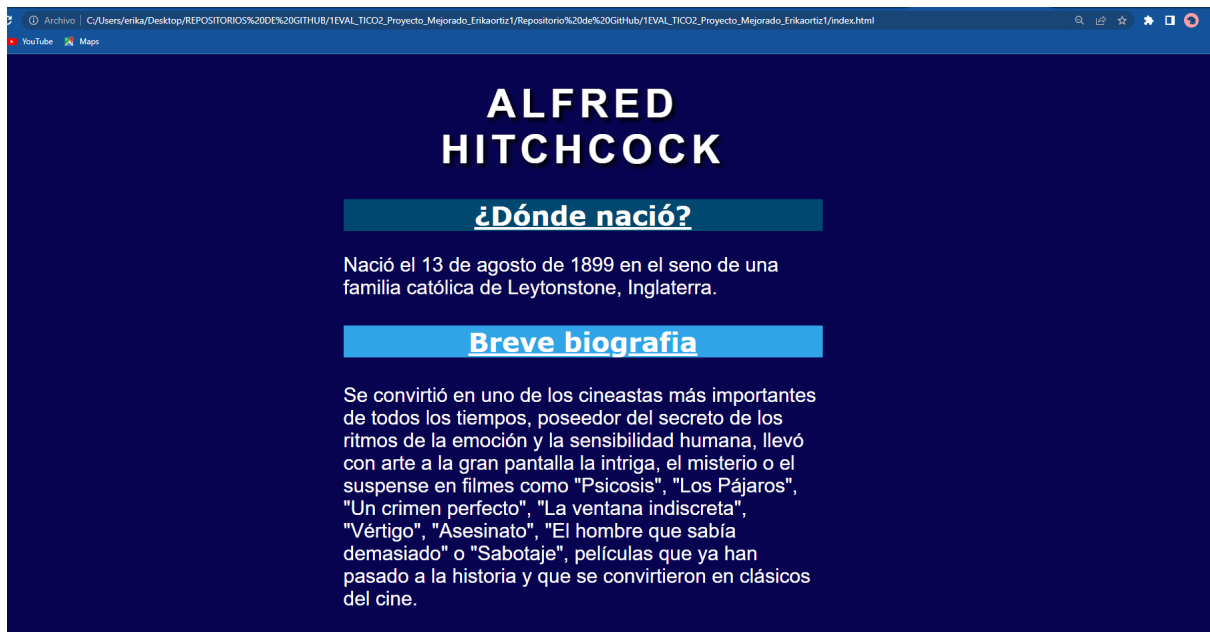 Archivo | C:/Users/erika/Desktop/REPOSITORIOS%20DE%20GITHUB/1EVAL_TICO2_Proyecto_Mejorado_Erikaortiz1/Repositorio%20de%20GitHub/1EVAL_TICO2_Proyecto_Mejorado_Erikaortiz1/index.html
YouTube Maps
ALFRED
HITCHCOCK
¿Dónde nació?
Nació el 13 de agosto de 1899 en el seno de una
familia católica de Leytonstone, Inglaterra.
Breve biografia
Se convirtió en uno de los cineastas más importantes
de todos los tiempos, poseedor del secreto de los
ritmos de la emoción y la sensibilidad humana, llevó
con arte a la gran pantalla la intriga, el misterio o el
suspense en filmes como "Psicosis", "Los Pájaros",
"Un crimen perfecto", "La ventana indiscreta",
"Vértigo", "Asesinato", "El hombre que sabía
demasiado" o "Sabotaje", películas que ya han
pasado a la historia y que se convirtieron en clásicos
del cine.